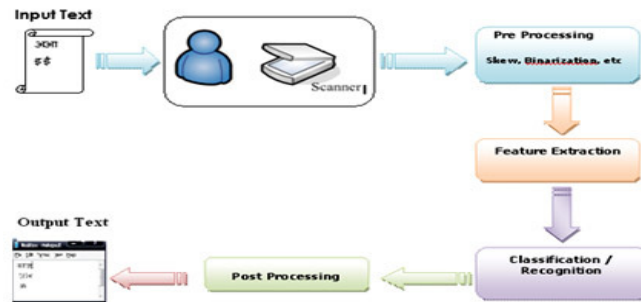 Input Text
Scanner
Pre Processing
Skew, Binarization, etc
Feature Extraction
Classification /
Recognition
Post Processing
Output Text